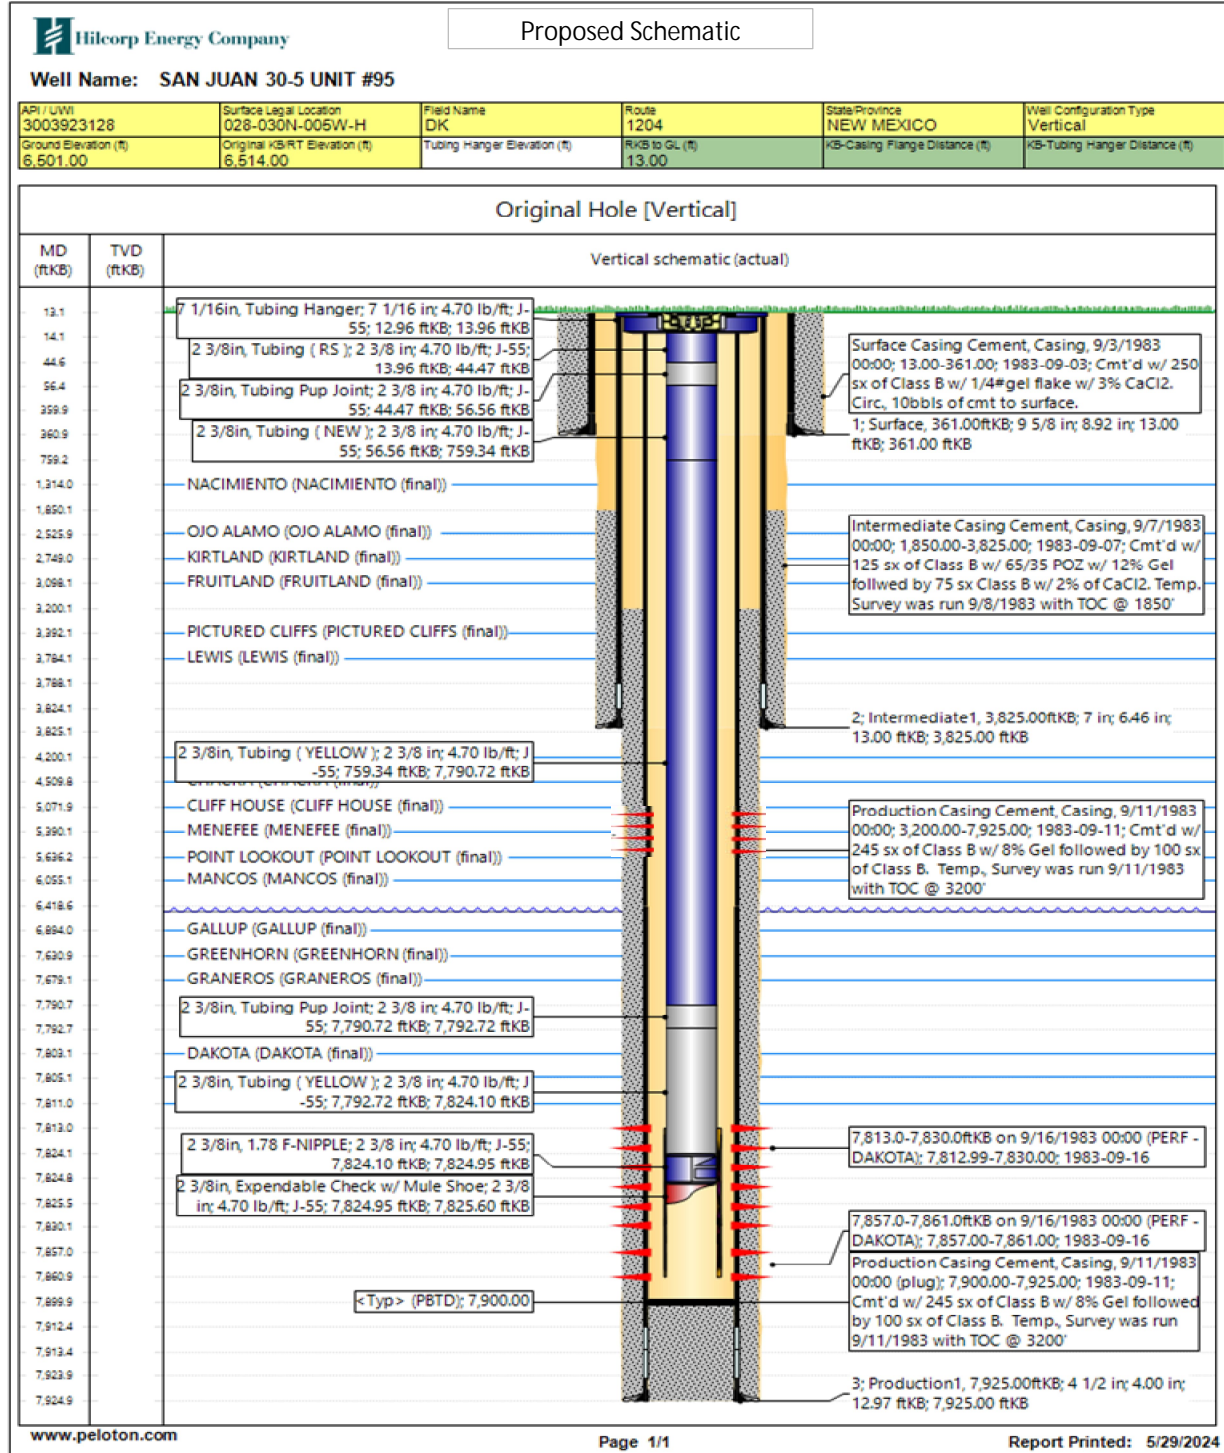 Proposed Schematic
Hilcorp Energy Company
Well Name: SAN JUAN 30-5 UNIT #95
API / UWI
3003923128
Surface Legal Location
028-030N-005W-H
Field Name
DK
Route
1204
State/Province
NEW MEXICO
Well Configuration Type
Vertical
Ground Elevation (ft)
6,501.00
Original KB/RT Elevation (ft)
6,514.00
Tubing Hanger Elevation (ft)
RKB to GL (ft)
13.00
KB-Casing Flange Distance (ft)
KB-Tubing Hanger Distance (ft)
Original Hole [Vertical]
MD
(ftKB)
TVD
(ftKB)
Vertical schematic (actual)
13.1
14.1
44.6
56.4
359.9
360.9
759.2
1,314.0
1,850.1
2,525.9
2,749.0
3,098.1
3,200.1
3,392.1
3,764.1
3,788.1
3,824.1
3,825.1
4,200.1
4,509.8
5,071.9
5,390.1
5,636.2
6,055.1
6,418.6
6,894.0
7,630.9
7,679.1
7,790.7
7,792.7
7,803.1
7,805.1
7,811.0
7,813.0
7,824.1
7,824.8
7,825.5
7,830.1
7,857.0
7,860.9
7,899.9
7,912.4
7,913.4
7,923.9
7,924.9
7 1/16in, Tubing Hanger; 7 1/16 in; 4.70 lb/ft; J-
55; 12.96 ftKB; 13.96 ftKB
2 3/8in, Tubing ( RS ); 2 3/8 in; 4.70 lb/ft; J-55;
13.96 ftKB; 44.47 ftKB
2 3/8in, Tubing Pup Joint; 2 3/8 in; 4.70 lb/ft; J-
55; 44.47 ftKB; 56.56 ftKB
2 3/8in, Tubing ( NEW ); 2 3/8 in; 4.70 lb/ft; J-
55; 56.56 ftKB; 759.34 ftKB
NACIMIENTO (NACIMIENTO (final))
OJO ALAMO (OJO ALAMO (final))
KIRTLAND (KIRTLAND (final))
FRUITLAND (FRUITLAND (final))
PICTURED CLIFFS (PICTURED CLIFFS (final))
LEWIS (LEWIS (final))
2 3/8in, Tubing ( YELLOW ); 2 3/8 in; 4.70 lb/ft; J
-55; 759.34 ftKB; 7,790.72 ftKB
CLIFF HOUSE (CLIFF HOUSE (final))
MENEFEE (MENEFEE (final))
POINT LOOKOUT (POINT LOOKOUT (final))
MANCOS (MANCOS (final))
GALLUP (GALLUP (final))
GREENHORN (GREENHORN (final))
GRANEROS (GRANEROS (final))
2 3/8in, Tubing Pup Joint; 2 3/8 in; 4.70 lb/ft; J-
55; 7,790.72 ftKB; 7,792.72 ftKB
DAKOTA (DAKOTA (final))
2 3/8in, Tubing ( YELLOW ); 2 3/8 in; 4.70 lb/ft; J
-55; 7,792.72 ftKB; 7,824.10 ftKB
2 3/8in, 1.78 F-NIPPLE; 2 3/8 in; 4.70 lb/ft; J-55;
7,824.10 ftKB; 7,824.95 ftKB
2 3/8in, Expendable Check w/ Mule Shoe; 2 3/8
in; 4.70 lb/ft; J-55; 7,824.95 ftKB; 7,825.60 ftKB
<Typ> (PBTD); 7,900.00
Surface Casing Cement, Casing, 9/3/1983
00:00; 13.00-361.00; 1983-09-03; Cmt'd w/ 250
sx of Class B w/ 1/4#gel flake w/ 3% CaCl2.
Circ, 10bbls of cmt to surface.
1; Surface, 361.00ftKB; 9 5/8 in; 8.92 in; 13.00
ftKB; 361.00 ftKB
Intermediate Casing Cement, Casing, 9/7/1983
00:00; 1,850.00-3,825.00; 1983-09-07; Cmt'd w/
125 sx of Class B w/ 65/35 POZ w/ 12% Gel
follwed by 75 sx Class B w/ 2% of CaCl2. Temp.
Survey was run 9/8/1983 with TOC @ 1850'
2; Intermediate1, 3,825.00ftKB; 7 in; 6.46 in;
13.00 ftKB; 3,825.00 ftKB
Production Casing Cement, Casing, 9/11/1983
00:00; 3,200.00-7,925.00; 1983-09-11; Cmt'd w/
245 sx of Class B w/ 8% Gel followed by 100 sx
of Class B. Temp., Survey was run 9/11/1983
with TOC @ 3200'
7,813.0-7,830.0ftKB on 9/16/1983 00:00 (PERF -
DAKOTA); 7,812.99-7,830.00; 1983-09-16
7,857.0-7,861.0ftKB on 9/16/1983 00:00 (PERF -
DAKOTA); 7,857.00-7,861.00; 1983-09-16
Production Casing Cement, Casing, 9/11/1983
00:00 (plug); 7,900.00-7,925.00; 1983-09-11;
Cmt'd w/ 245 sx of Class B w/ 8% Gel followed
by 100 sx of Class B. Temp., Survey was run
9/11/1983 with TOC @ 3200'
3; Production1, 7,925.00ftKB; 4 1/2 in; 4.00 in;
12.97 ftKB; 7,925.00 ftKB
www.peloton.com
Page 1/1
Report Printed: 5/29/2024